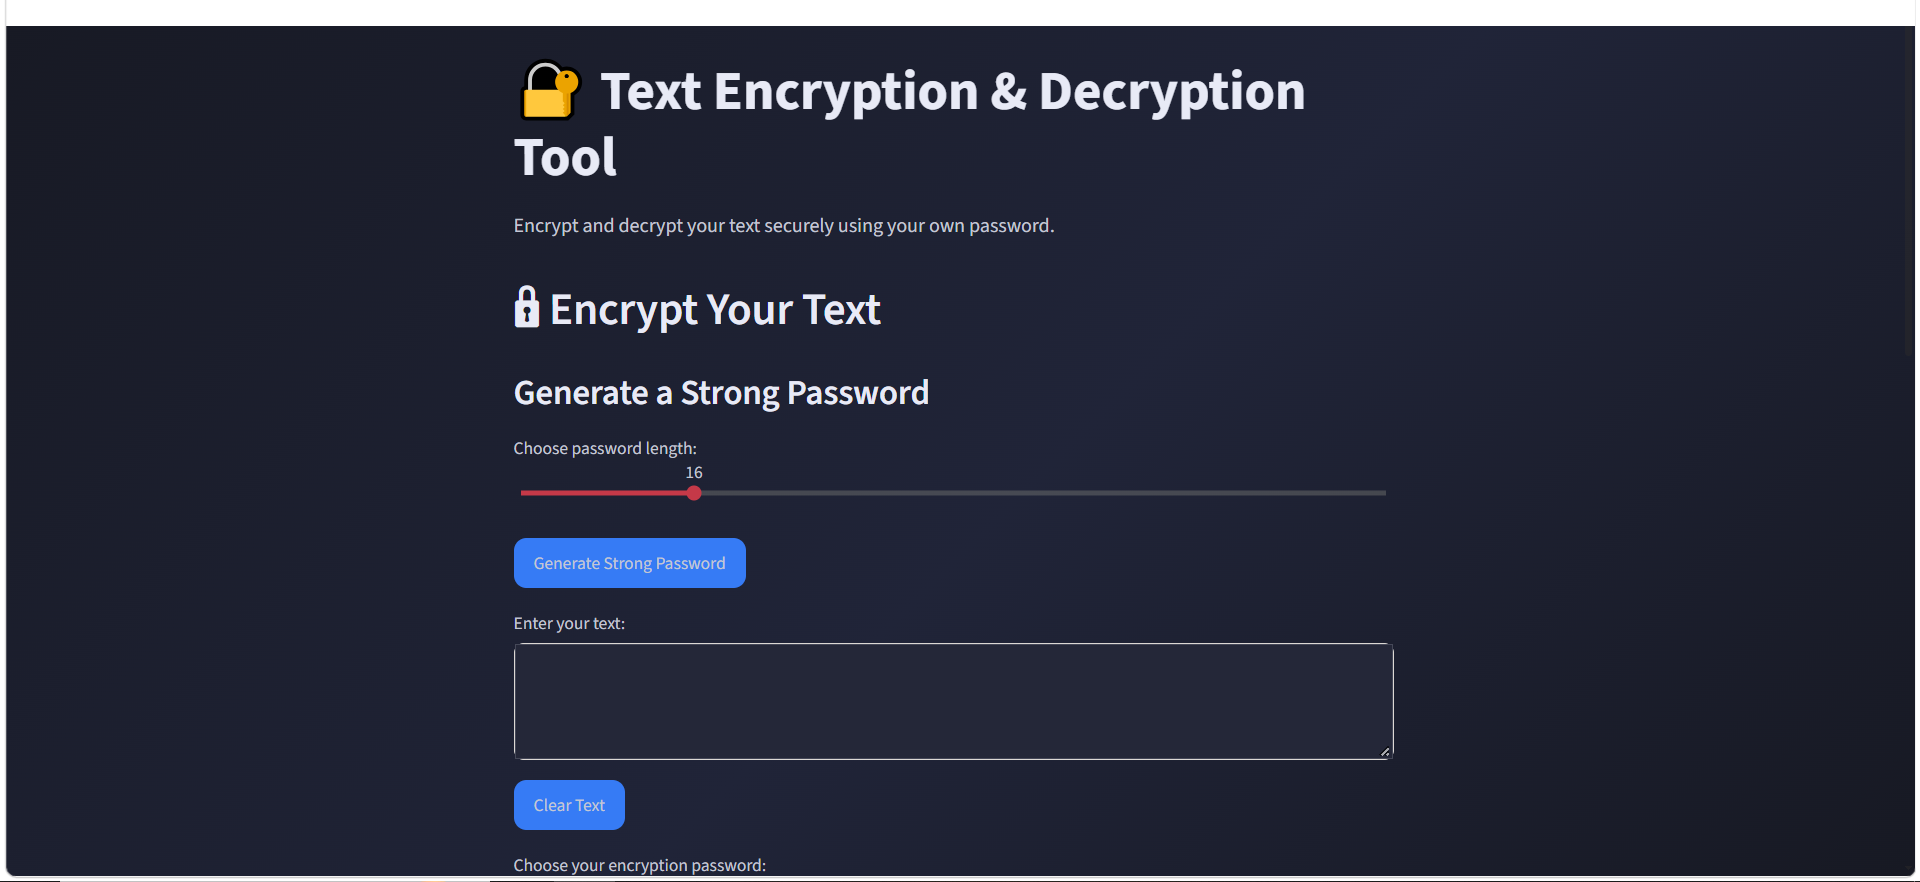 Text Encryption & Decryption
Tool
Encrypt and decrypt your text securely using your own password.
Encrypt Your Text
Generate a Strong Password
Choose password length:
16
Generate Strong Password
Enter your text:
Clear Text
Choose your encryption password: